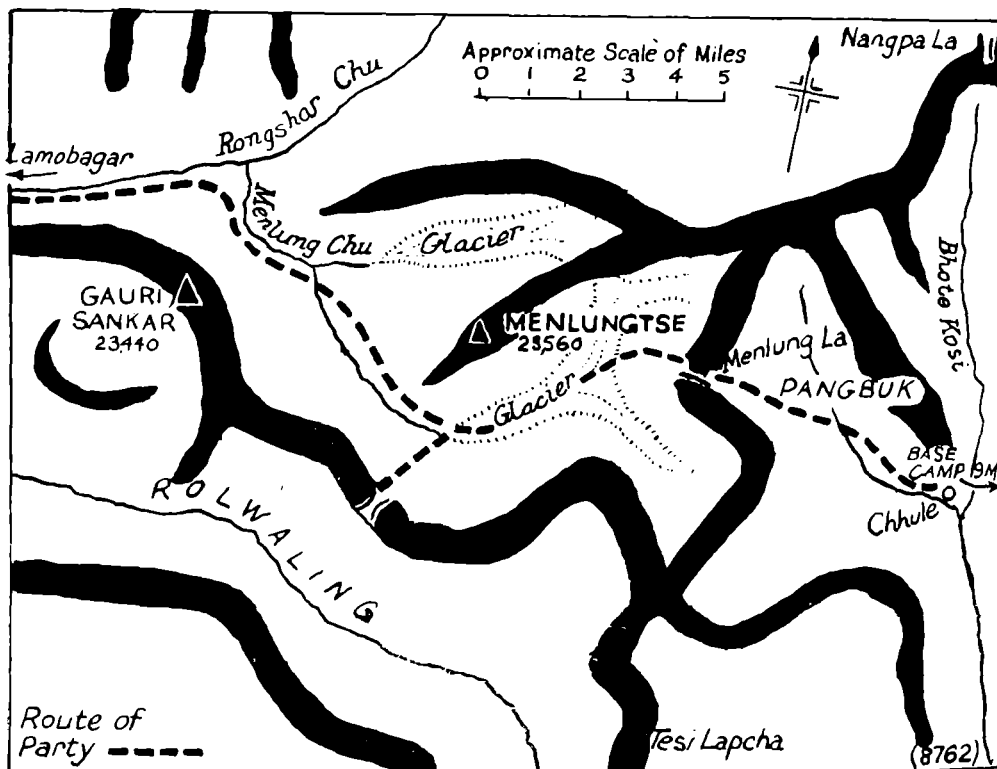 Approximate Scale of Miles
0 1 2 3 4 5
Nangpa La
Rongshar Chu
Lamobagar
Menlung Chu
Glacier
Bhote Kosi
GAURI
SANKAR
23,440
MENLUNGTSE
23,560
Menlung La
PANGBUK
Glacier
BASE
CAMP 19M
Chhule
ROLWALING
Route of
Party
Tesi Lapcha
(8762)